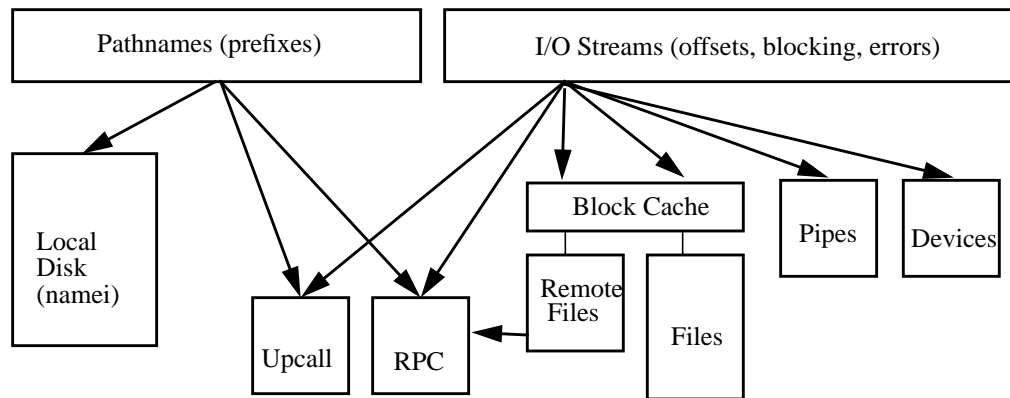 Pathnames (prefixes)
I/O Streams (offsets, blocking, errors)
Local
Disk
(namei)
Upcall
RPC
Block Cache
Remote
Files
Files
Pipes
Devices